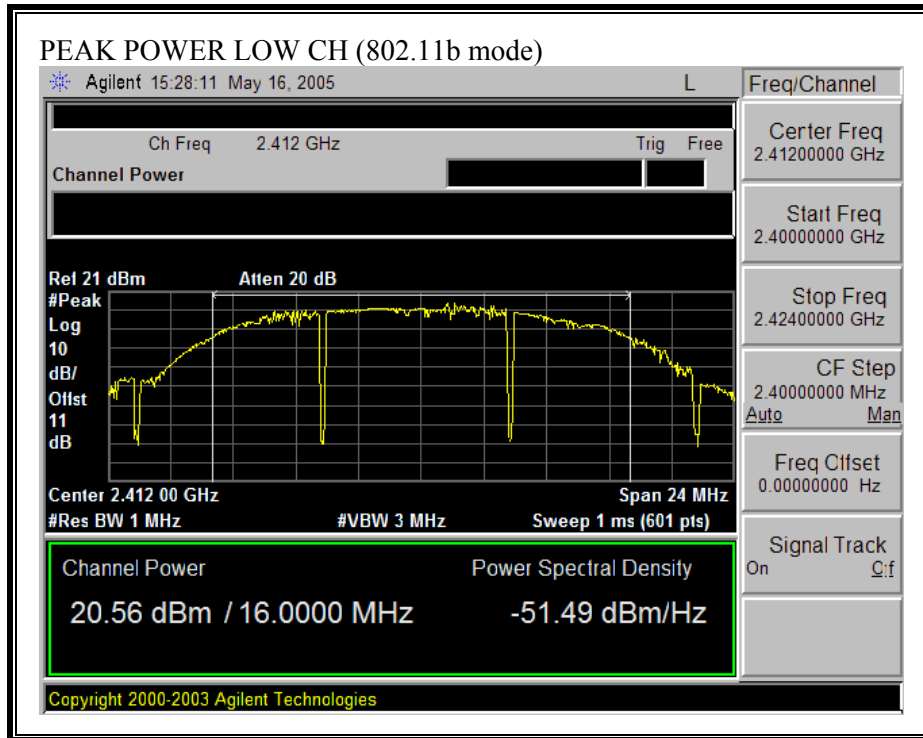 PEAK POWER LOW CH (802.11b mode)
Agilent 15:28:11 May 16, 2005 L Freq/Channel
Ch Freq 2.412 GHz Trig Free
Channel Power
Center Freq
2.41200000 GHz
Start Freq
2.40000000 GHz
Stop Freq
2.42400000 GHz
CF Step
2.40000000 MHz
Auto Man
Freq Offset
0.00000000 Hz
Signal Track
On Off
Ref 21 dBm Atten 20 dB
#Peak
Log
10
dB/
Offst
11
dB
Center 2.412 00 GHz Span 24 MHz
#Res BW 1 MHz #VBW 3 MHz Sweep 1 ms (601 pts)
Channel Power Power Spectral Density
20.56 dBm / 16.0000 MHz -51.49 dBm/Hz
Copyright 2000-2003 Agilent Technologies